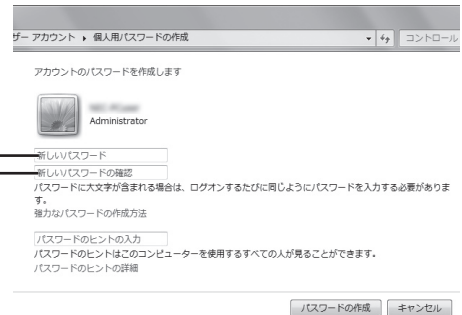 ザー アカウント ▸ 個人用パスワードの作成
コントロール
アカウントのパスワードを作成します
Administrator
新しいパスワード
新しいパスワードの確認
パスワードに大文字が含まれる場合は、ログオンするたびに同じようにパスワードを入力する必要がありま
す。
強力なパスワードの作成方法
パスワードのヒントの入力
パスワードのヒントはこのコンピューターを使用するすべての人が見ることができます。
パスワードのヒントの詳細
パスワードの作成
キャンセル